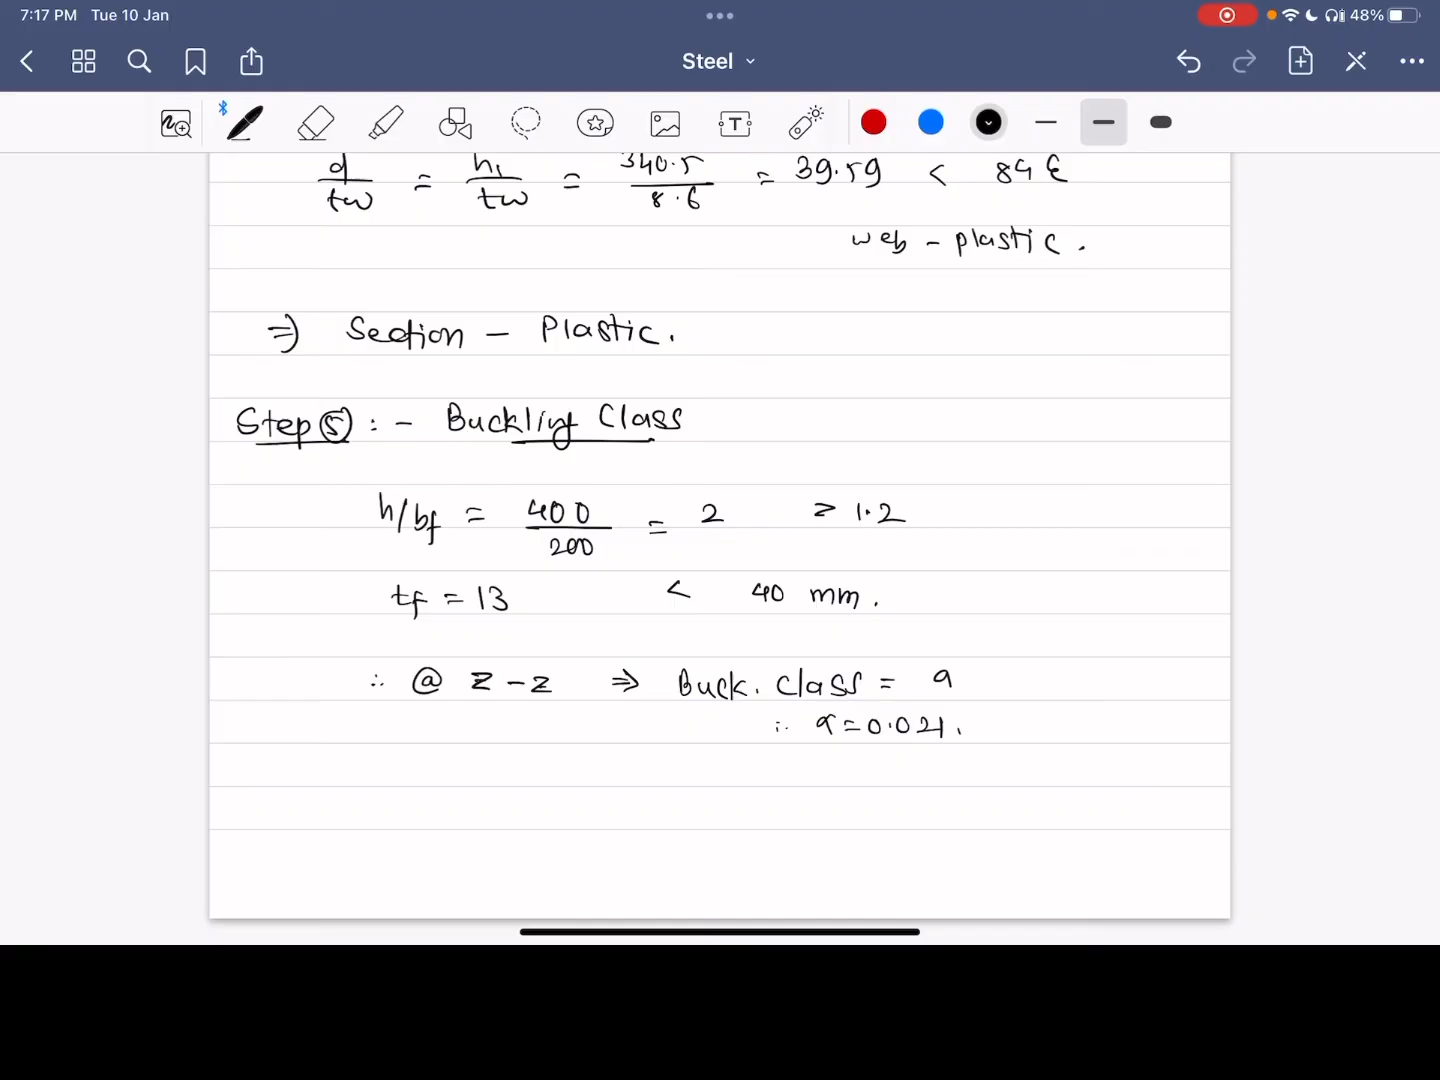 7:17 PM Tue 10 Jan
48%
Steel
d/tw = h1/tw = 340.5/8.6 = 39.59 < 84 ε
web - plastic.
⇒ Section - Plastic.
Step (5) :- Buckling Class
h/bf = 400/200 = 2 > 1.2
tf = 13 < 40 mm.
∴ @ z-z ⇒ Buck. Class = a
∴ α = 0.021.